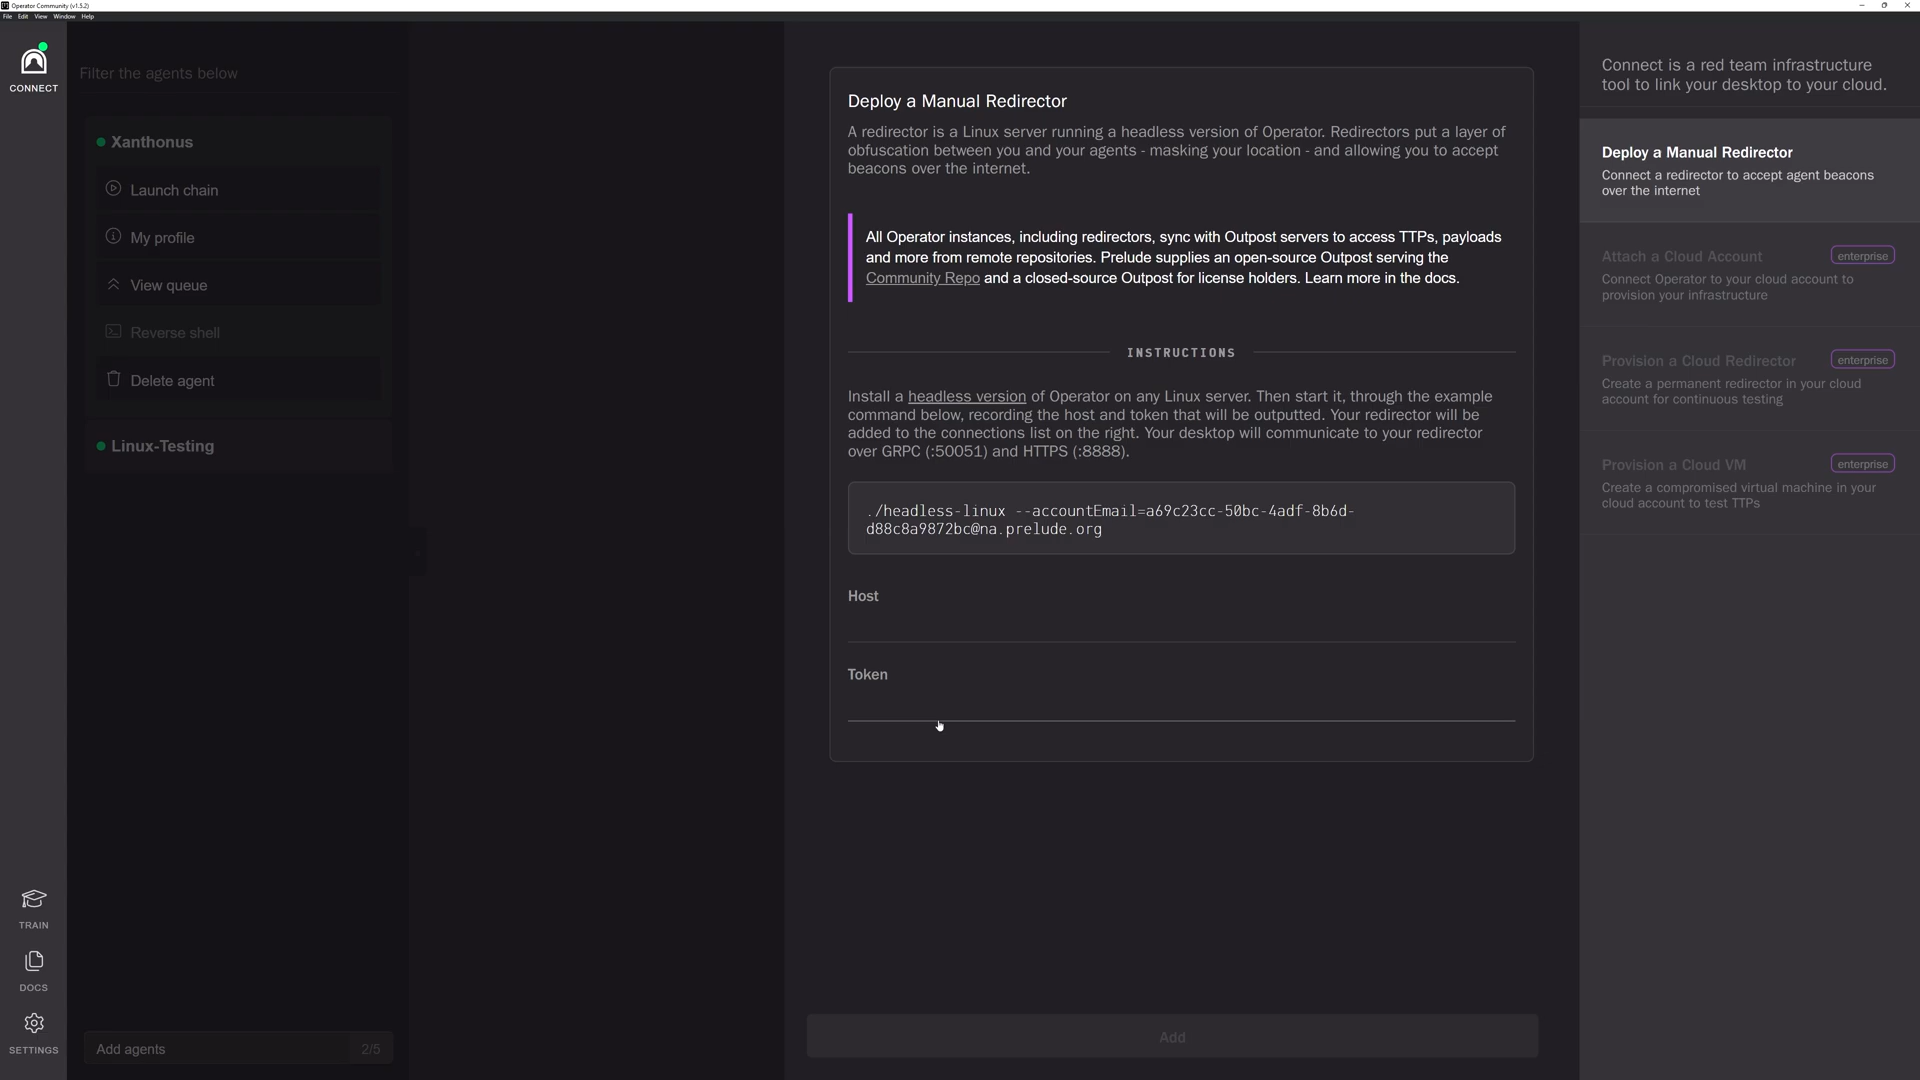 Operator Community (v1.5.2)
File Edit View Window Help
CONNECT
Filter the agents below
Xanthonus
Launch chain
My profile
View queue
Reverse shell
Delete agent
Linux-Testing
Add agents 2/5
TRAIN
DOCS
SETTINGS
Deploy a Manual Redirector
A redirector is a Linux server running a headless version of Operator. Redirectors put a layer of
obfuscation between you and your agents - masking your location - and allowing you to accept
beacons over the internet.
All Operator instances, including redirectors, sync with Outpost servers to access TTPs, payloads
and more from remote repositories. Prelude supplies an open-source Outpost serving the
Community Repo and a closed-source Outpost for license holders. Learn more in the docs.
INSTRUCTIONS
Install a headless version of Operator on any Linux server. Then start it, through the example
command below, recording the host and token that will be outputted. Your redirector will be
added to the connections list on the right. Your desktop will communicate to your redirector
over GRPC (:50051) and HTTPS (:8888).
./headless-linux --accountEmail=a69c23cc-50bc-4adf-8b6d-
d88c8a9872bc@na.prelude.org
Host
Token
Add
Connect is a red team infrastructure
tool to link your desktop to your cloud.
Deploy a Manual Redirector
Connect a redirector to accept agent beacons
over the internet
Attach a Cloud Account enterprise
Connect Operator to your cloud account to
provision your infrastructure
Provision a Cloud Redirector enterprise
Create a permanent redirector in your cloud
account for continuous testing
Provision a Cloud VM enterprise
Create a compromised virtual machine in your
cloud account to test TTPs